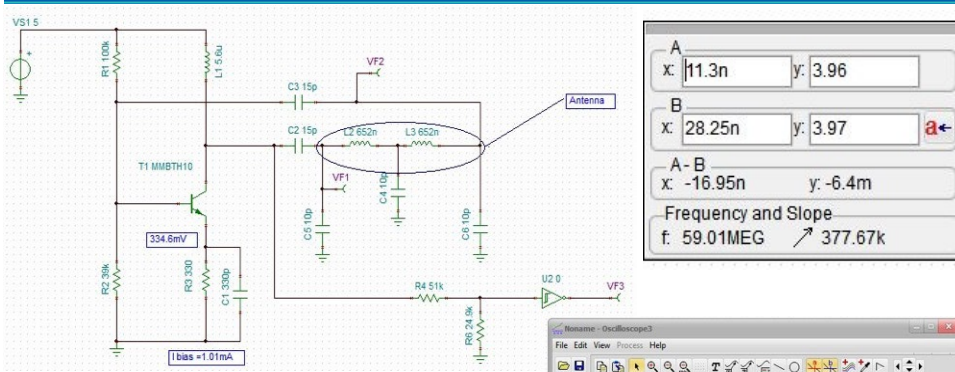 VS1 5
R1 100k
L1 5.6u
VF2
C3 15p
Antenna
C2 15p
L2 652n
L3 652n
T1 MMBTH10
VF1
C4 10p
334.6mV
C5 10p
C6 10p
R2 39k
R3 330
C1 330p
R4 51k
U2 0
VF3
R6 24.9k
I bias =1.01mA
A
x: 11.3n y: 3.96
B
x: 28.25n y: 3.97 a←
A - B
x: -16.95n y: -6.4m
Frequency and Slope
f: 59.01MEG 377.67k
Noname - Oscilloscope3
File Edit View Process Help
T